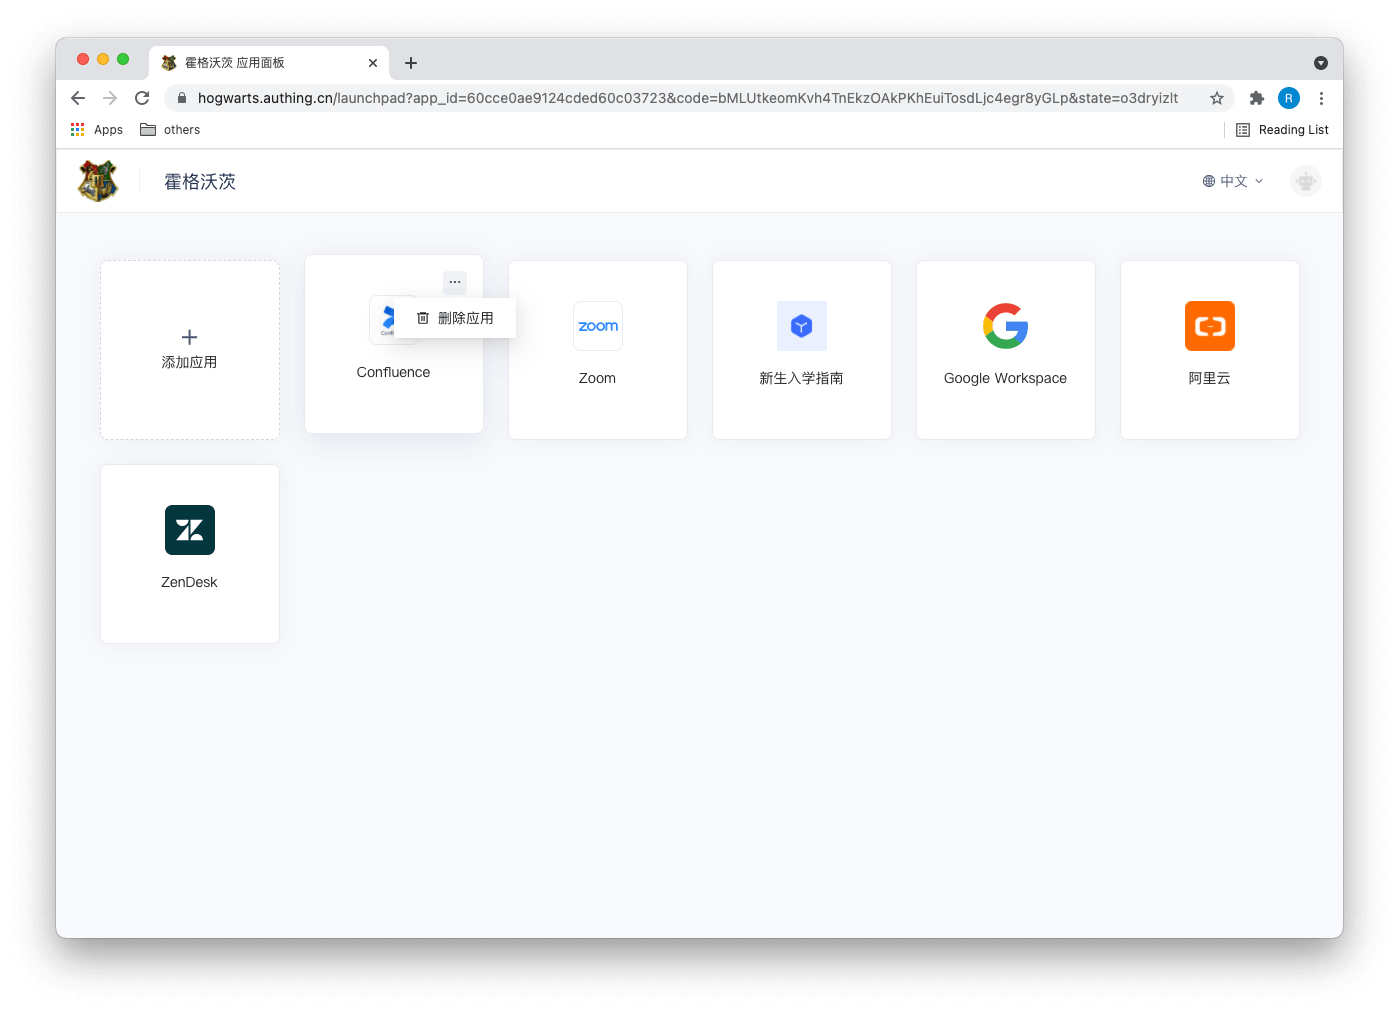 霍格沃茨 应用面板
hogwarts.authing.cn/launchpad?app_id=60cce0ae9124cded60c03723&code=bMLUtkeomKvh4TnEkzOAkPKhEuiTosdLjc4egr8yGLp&state=o3dryizlt
R
Apps others Reading List
霍格沃茨 中文
添加应用
删除应用
Confluence
zoom
Zoom
新生入学指南
Google Workspace
阿里云
ZenDesk